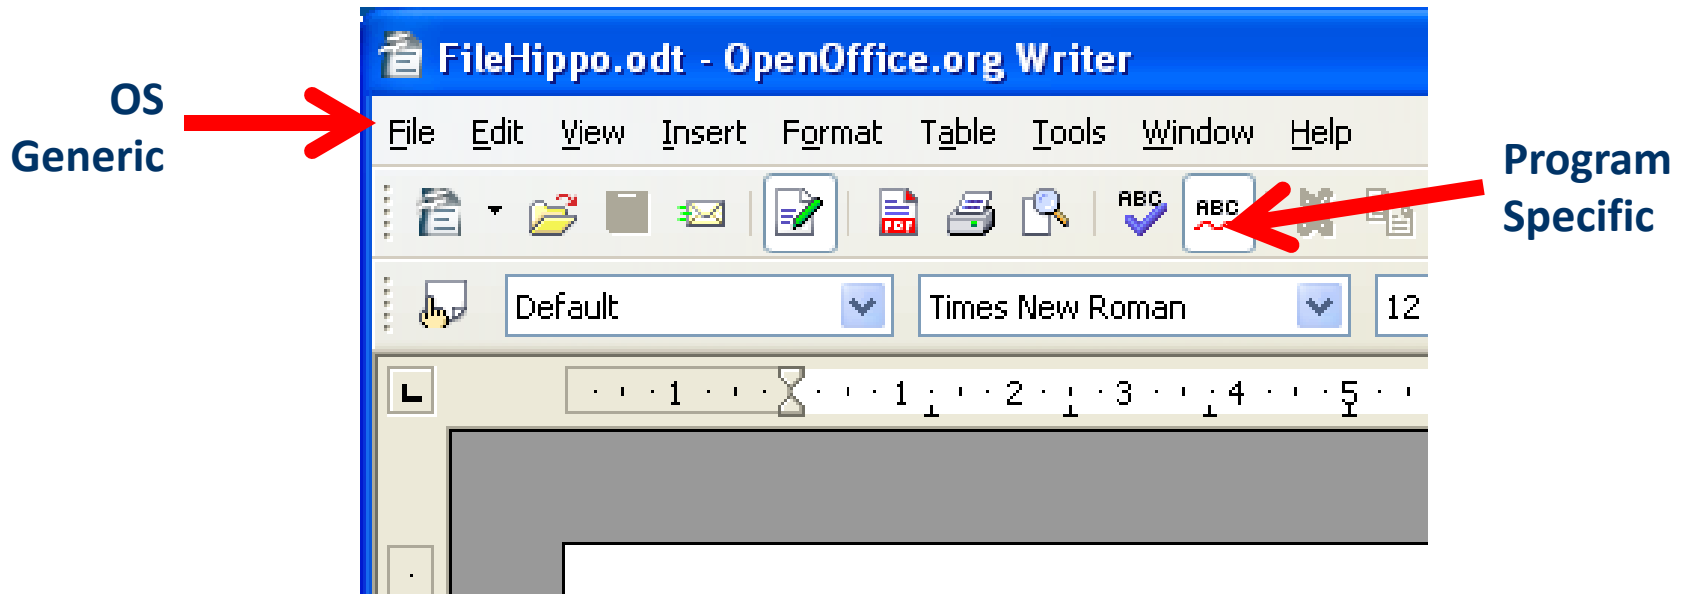 FileHippo.odt - OpenOffice.org Writer
OS
Generic
File Edit View Insert Format Table Tools Window Help
Program
Specific
PDF ABC ABC
Default Times New Roman 12
1 1 2 3 4 5